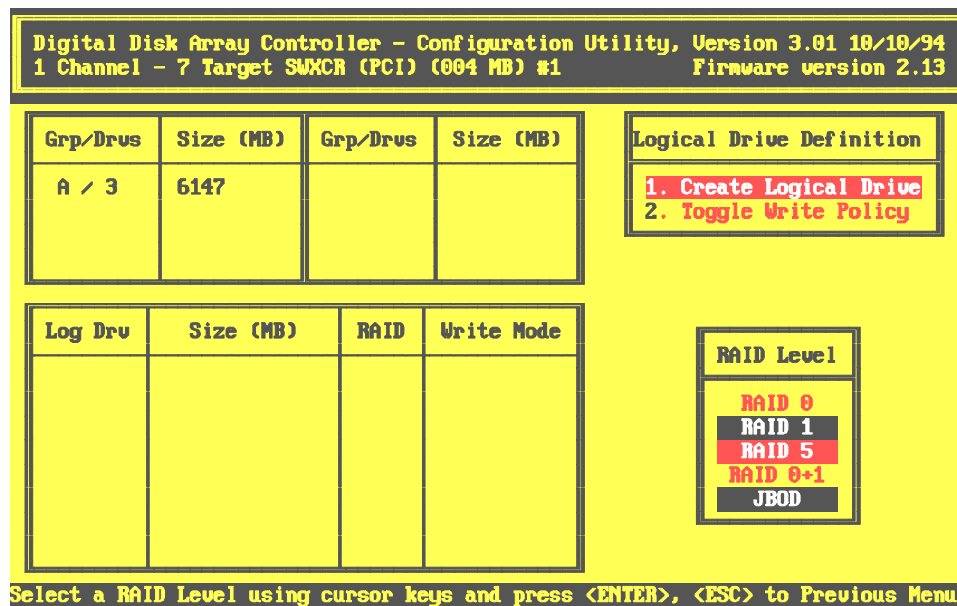 Digital Disk Array Controller - Configuration Utility, Version 3.01 10/10/94
1 Channel - 7 Target SWXCR (PCI) (004 MB) #1 Firmware version 2.13
Grp/Drvs Size (MB) Grp/Drvs Size (MB)
A / 3 6147
Logical Drive Definition
1. Create Logical Drive
2. Toggle Write Policy
Log Drv Size (MB) RAID Write Mode
RAID Level
RAID 0
RAID 1
RAID 5
RAID 0+1
JBOD
Select a RAID Level using cursor keys and press <ENTER>, <ESC> to Previous Menu